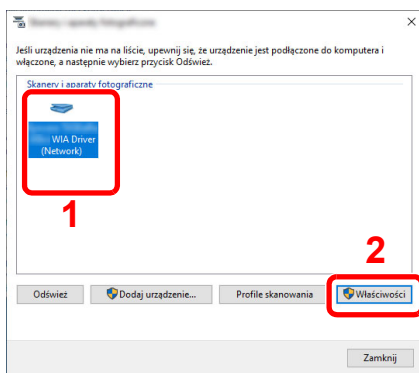 Jeśli urządzenia nie ma na liście, upewnij się, że urządzenie jest podłączone do komputera i
włączone, a następnie wybierz przycisk Odśwież.
Skanery i aparaty fotograficzne
WIA Driver
(Network)
1
2
Odśwież
Dodaj urządzenie...
Profile skanowania
Właściwości
Zamknij